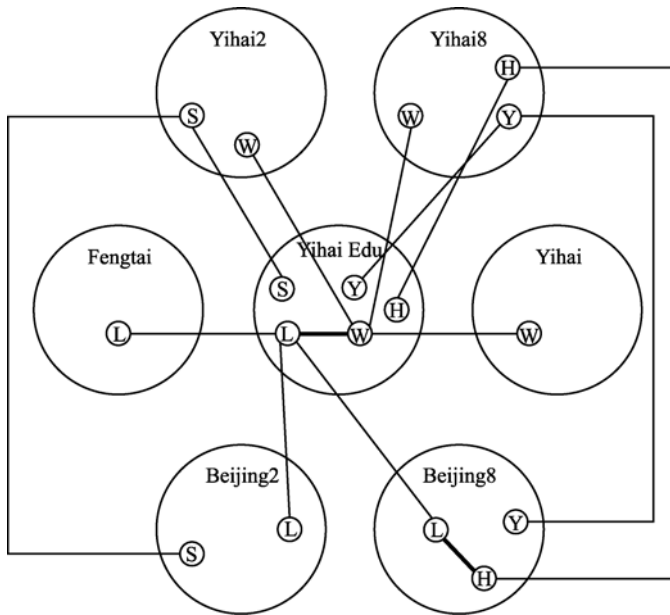 Yihai2
Yihai8
H
S
W
Y
W
Yihai Edu
Fengtai
Yihai
S
Y
H
L
L
W
W
Beijing2
Beijing8
L
L
Y
S
H